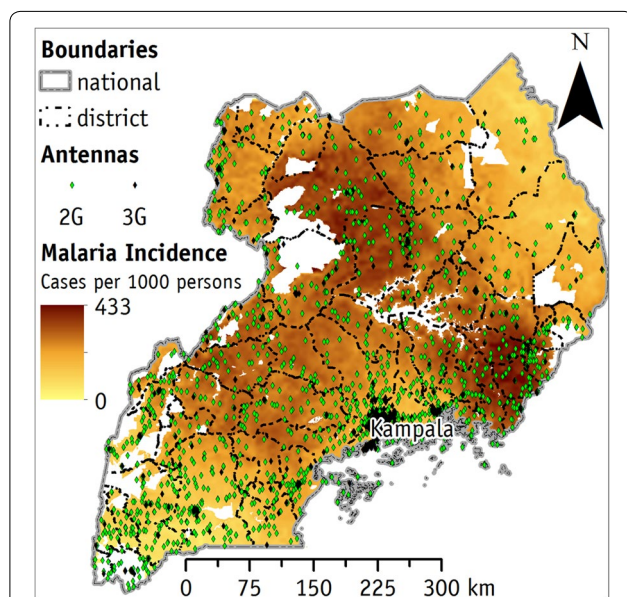 Boundaries
national
district
Antennas
2G 3G
Malaria Incidence
Cases per 1000 persons
433
0
N
Kampala
0 75 150 225 300 km